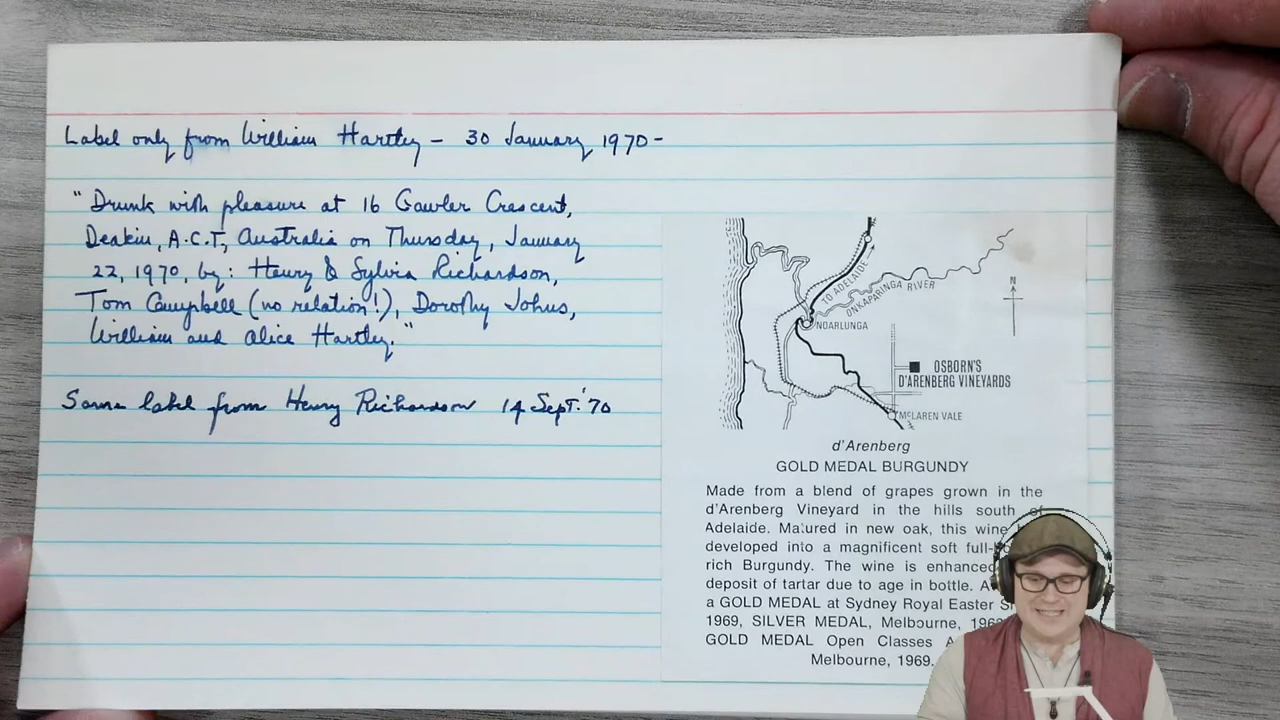 Label only from William Hartley – 30 January 1970 –
"Drunk with pleasure at 16 Gawler Crescent,
Deakin, A.C.T, Australia on Thursday, January
22, 1970, by: Henry & Sylvia Richardson,
Tom Campbell (no relation!), Dorothy Johns,
William and Alice Hartley."
Same label from Henry Richardson 14 Sept. '70
TO ADELAIDE
ONKAPARINGA RIVER
N
NOARLUNGA
OSBORN'S
D'ARENBERG VINEYARDS
McLAREN VALE
d'Arenberg
GOLD MEDAL BURGUNDY
Made from a blend of grapes grown in the
d'Arenberg Vineyard in the hills south of
Adelaide. Matured in new oak, this wine
developed into a magnificent soft
rich Burgundy. The wine is enhanced
deposit of tartar due to age in bottle.
a GOLD MEDAL at Sydney Royal Easter
1969, SILVER MEDAL, Melbourne,
GOLD MEDAL Open Classes
Melbourne, 1969.